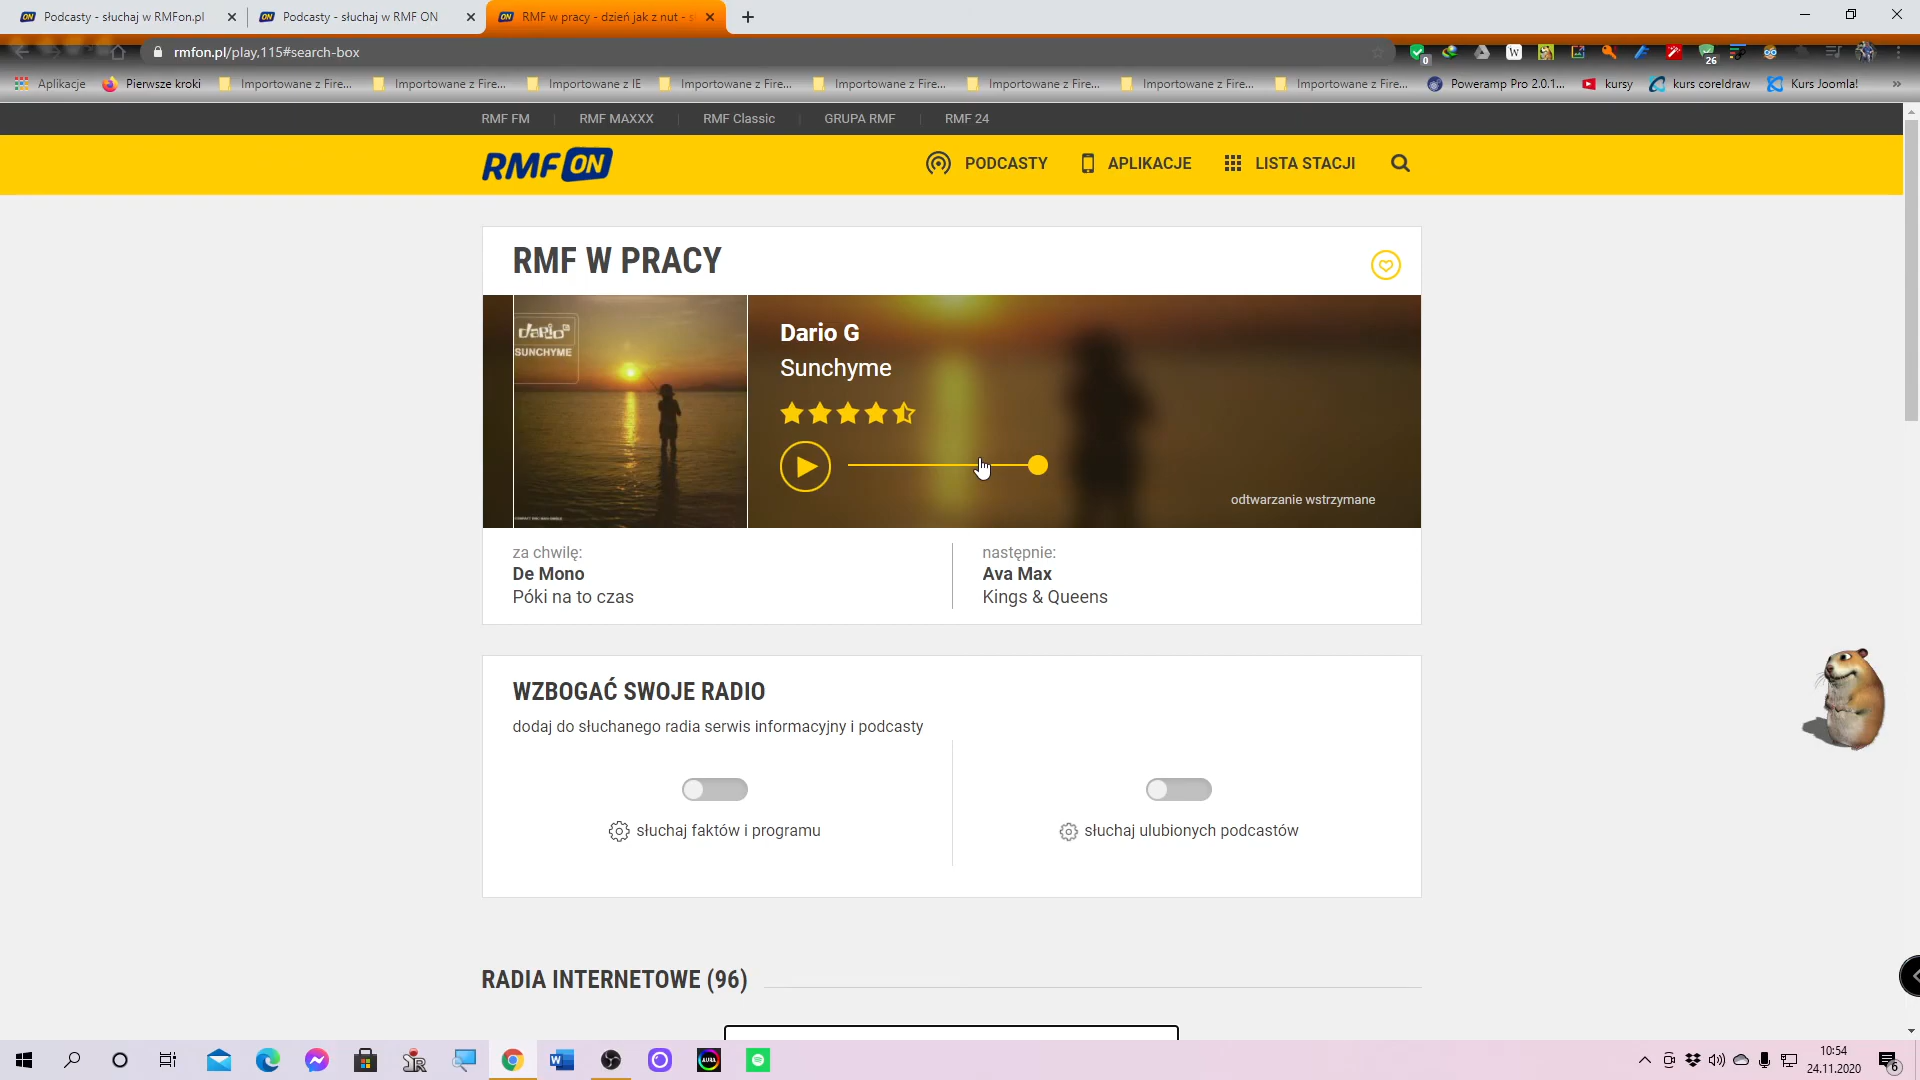 Podcasty - słuchaj w RMFon.pl
Podcasty - słuchaj w RMF ON
RMF w pracy - dzień jak z nut - s
rmfon.pl/play,115#search-box
0
26
Aplikacje
Pierwsze kroki
Importowane z Fire...
Importowane z Fire...
Importowane z IE
Importowane z Fire...
Importowane z Fire...
Importowane z Fire...
Importowane z Fire...
Importowane z Fire...
Poweramp Pro 2.0.1...
kursy
kurs coreldraw
Kurs Joomla!
RMF FM
RMF MAXXX
RMF Classic
GRUPA RMF
RMF 24
RMF ON
PODCASTY
APLIKACJE
LISTA STACJI
RMF W PRACY
dario G
SUNCHYME
Dario G
Sunchyme
odtwarzanie wstrzymane
za chwilę:
De Mono
Póki na to czas
następnie:
Ava Max
Kings & Queens
WZBOGAĆ SWOJE RADIO
dodaj do słuchanego radia serwis informacyjny i podcasty
słuchaj faktów i programu
słuchaj ulubionych podcastów
RADIA INTERNETOWE (96)
AURA
10:54
24.11.2020
6